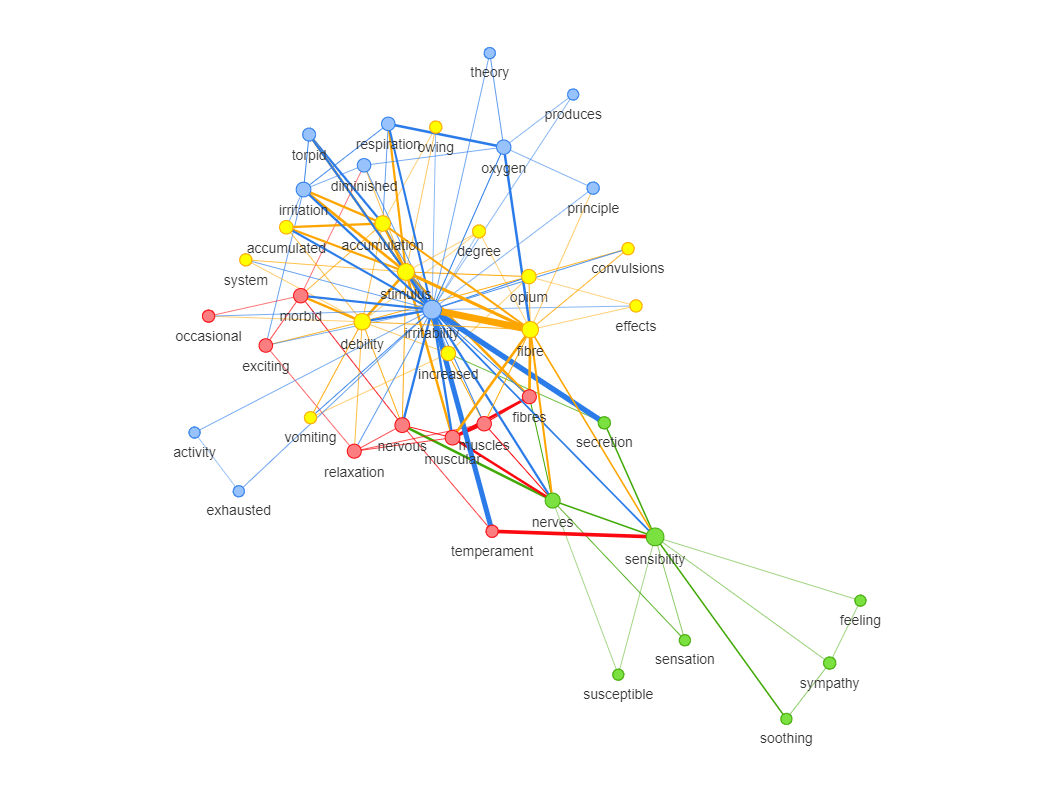 theory
produces
respiration
owing
torpid
oxygen
diminished
irritation
principle
accumulated
accumulation
degree
convulsions
system
stimulus
opium
morbid
effects
occasional
irritability
debility
fibre
exciting
increased
fibres
vomiting
secretion
nervous
muscles
activity
muscular
relaxation
exhausted
nerves
temperament
sensibility
feeling
sensation
sympathy
susceptible
soothing